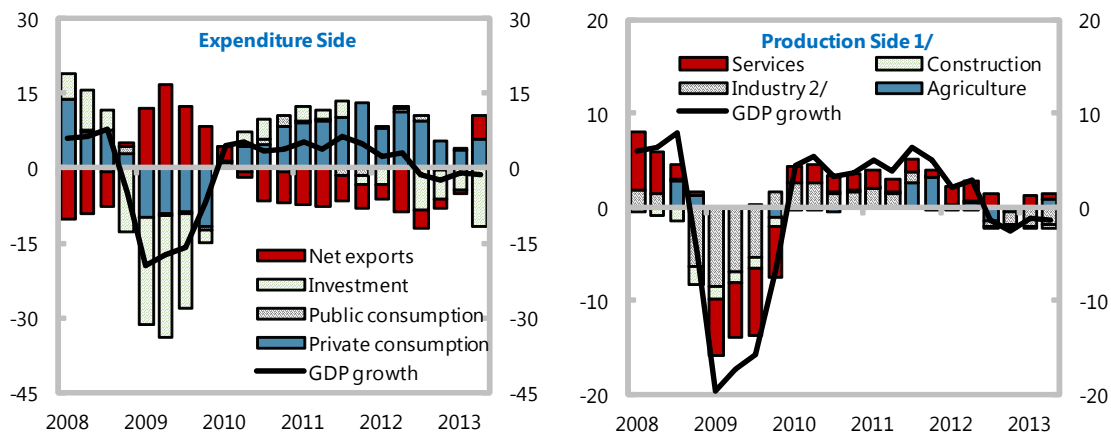 Expenditure Side
30 30
15 15
0 0
-15 -15
-30 -30
-45 -45
Net exports
Investment
Public consumption
Private consumption
GDP growth
2008 2009 2010 2011 2012 2013
Production Side 1/
Services Construction
Industry 2/ Agriculture
GDP growth
20 20
10 10
0 0
-10 -10
-20 -20
2008 2009 2010 2011 2012 2013